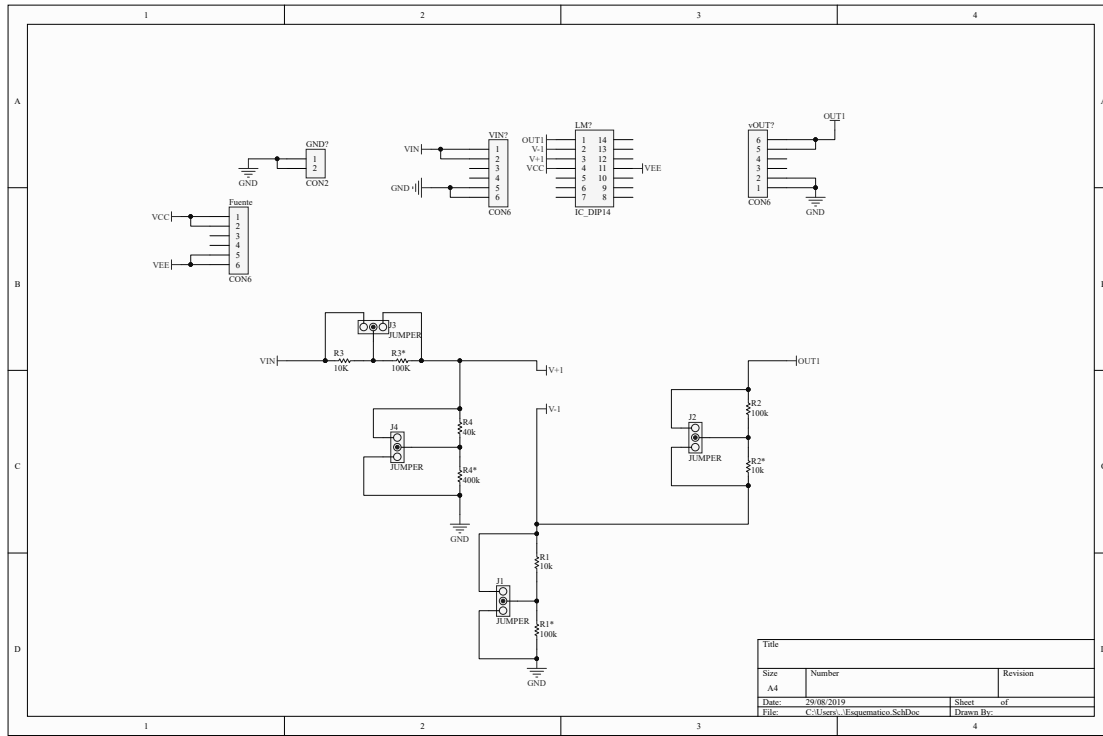 1 2 3 4
A
GND?
1
2
CON2
GND
VIN?
VIN
1
2
3
4
5
6
GND
CON6
LM?
OUT1 1 14
V-1 2 13
V+1 3 12
VCC 4 11 VEE
5 10
6 9
7 8
IC_DIP14
vOUT?
OUT1
6
5
4
3
2
1
CON6
GND
Fuente
VCC
1
2
3
4
5
6
VEE
CON6
B
J3
JUMPER
VIN
R3
10K
R3*
100K
V+1
V-1
OUT1
R4
40k
J4
JUMPER
R4*
400k
GND
R2
100k
J2
JUMPER
R2*
10k
C
R1
10k
J1
JUMPER
R1*
100k
GND
D
Title
Size Number Revision
A4
Date: 29/08/2019 Sheet of
File: C:\Users\..\Esquematico.SchDoc Drawn By:
1 2 3 4